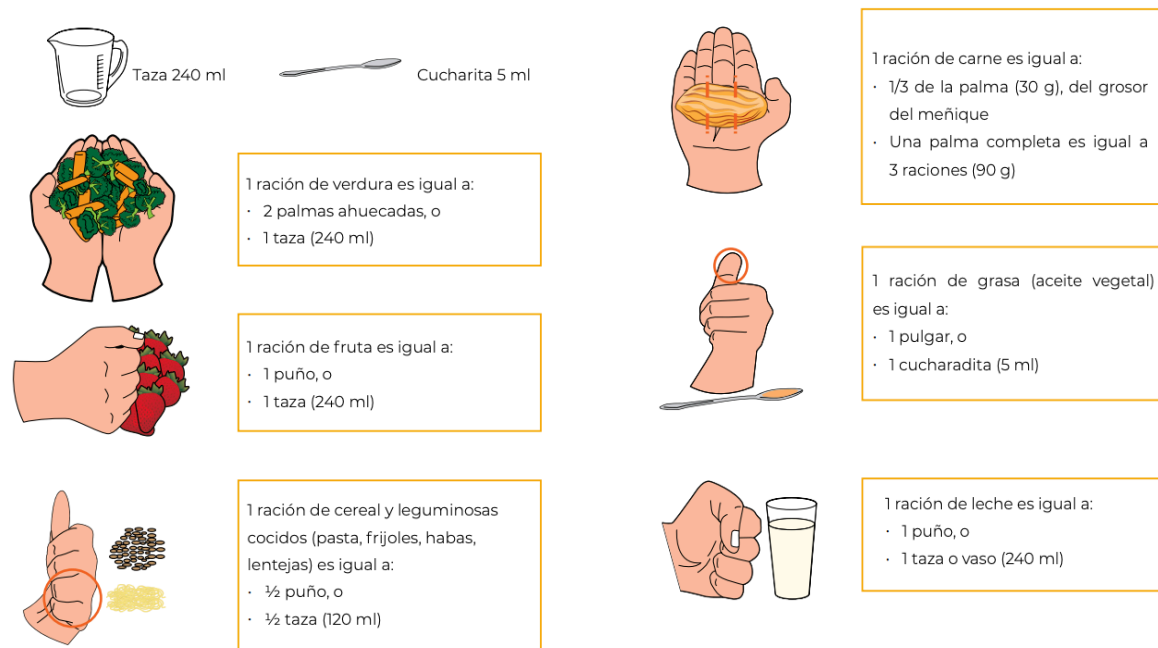 Taza 240 ml
Cucharita 5 ml
1 ración de verdura es igual a:
· 2 palmas ahuecadas, o
· 1 taza (240 ml)
1 ración de fruta es igual a:
· 1 puño, o
· 1 taza (240 ml)
1 ración de cereal y leguminosas
cocidos (pasta, frijoles, habas,
lentejas) es igual a:
· ½ puño, o
· ½ taza (120 ml)
1 ración de carne es igual a:
· 1/3 de la palma (30 g), del grosor
del meñique
· Una palma completa es igual a
3 raciones (90 g)
1 ración de grasa (aceite vegetal)
es igual a:
· 1 pulgar, o
· 1 cucharadita (5 ml)
1 ración de leche es igual a:
· 1 puño, o
· 1 taza o vaso (240 ml)